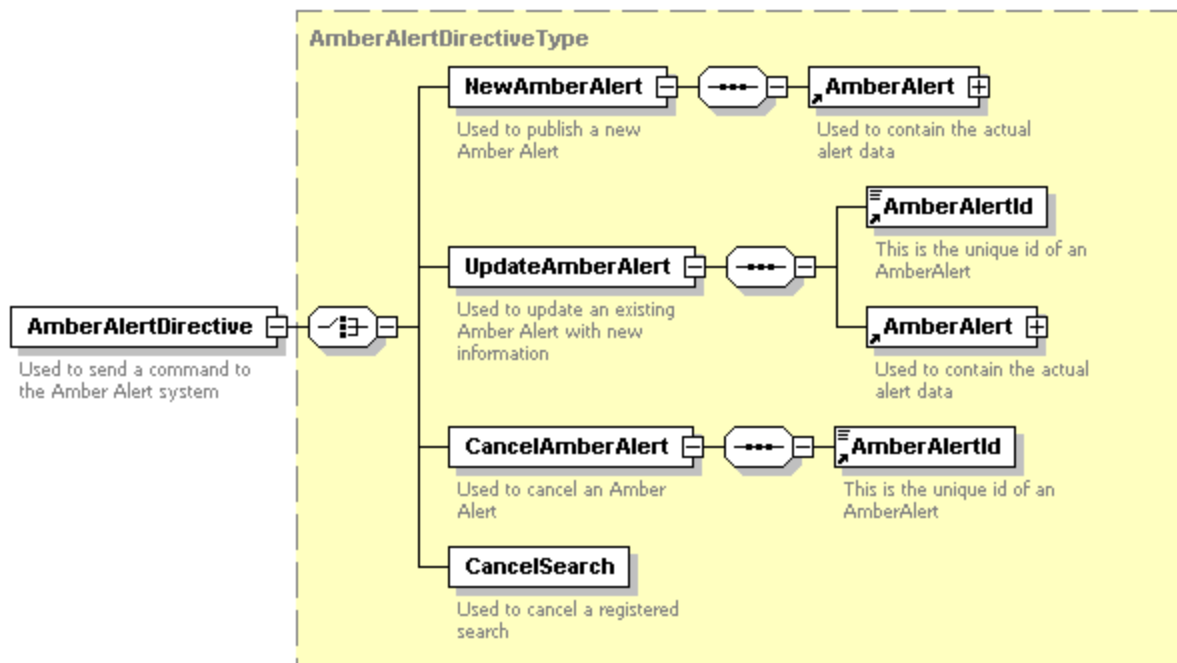 AmberAlertDirectiveType
NewAmberAlert
Used to publish a new
Amber Alert
AmberAlert
Used to contain the actual
alert data
AmberAlertId
This is the unique id of an
AmberAlert
UpdateAmberAlert
Used to update an existing
Amber Alert with new
information
AmberAlert
Used to contain the actual
alert data
AmberAlertDirective
Used to send a command to
the Amber Alert system
CancelAmberAlert
Used to cancel an Amber
Alert
AmberAlertId
This is the unique id of an
AmberAlert
CancelSearch
Used to cancel a registered
search